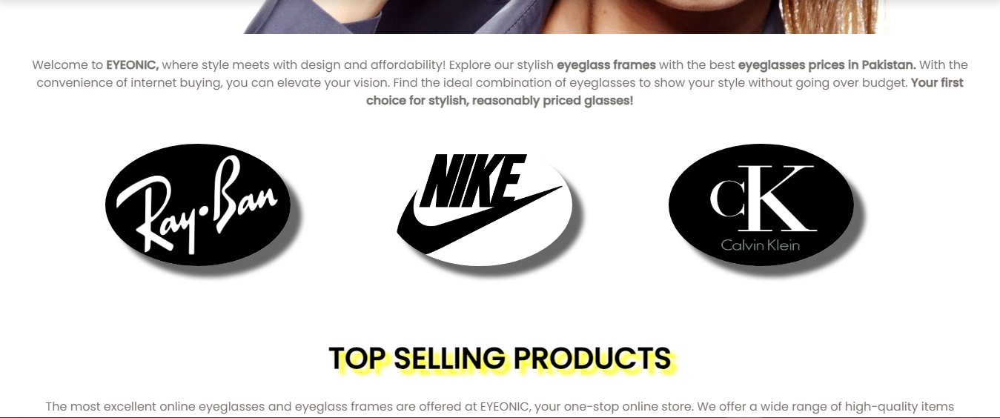 Welcome to EYEONIC, where style meets with design and affordability! Explore our stylish eyeglass frames with the best eyeglasses prices in Pakistan. With the
convenience of internet buying, you can elevate your vision. Find the ideal combination of eyeglasses to show your style without going over budget. Your first
choice for stylish, reasonably priced glasses!
Ray•Ban
NIKE
cK
Calvin Klein
TOP SELLING PRODUCTS
The most excellent online eyeglasses and eyeglass frames are offered at EYEONIC, your one-stop online store. We offer a wide range of high-quality items